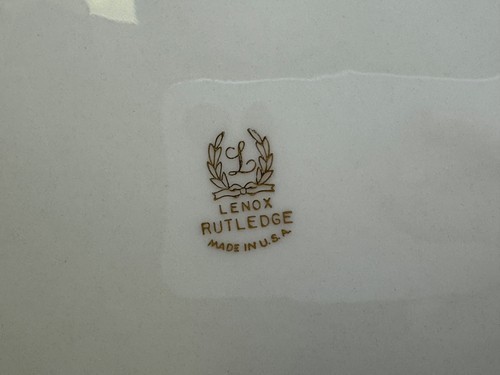 L
LENOX
RUTLEDGE
MADE IN U.S.A.